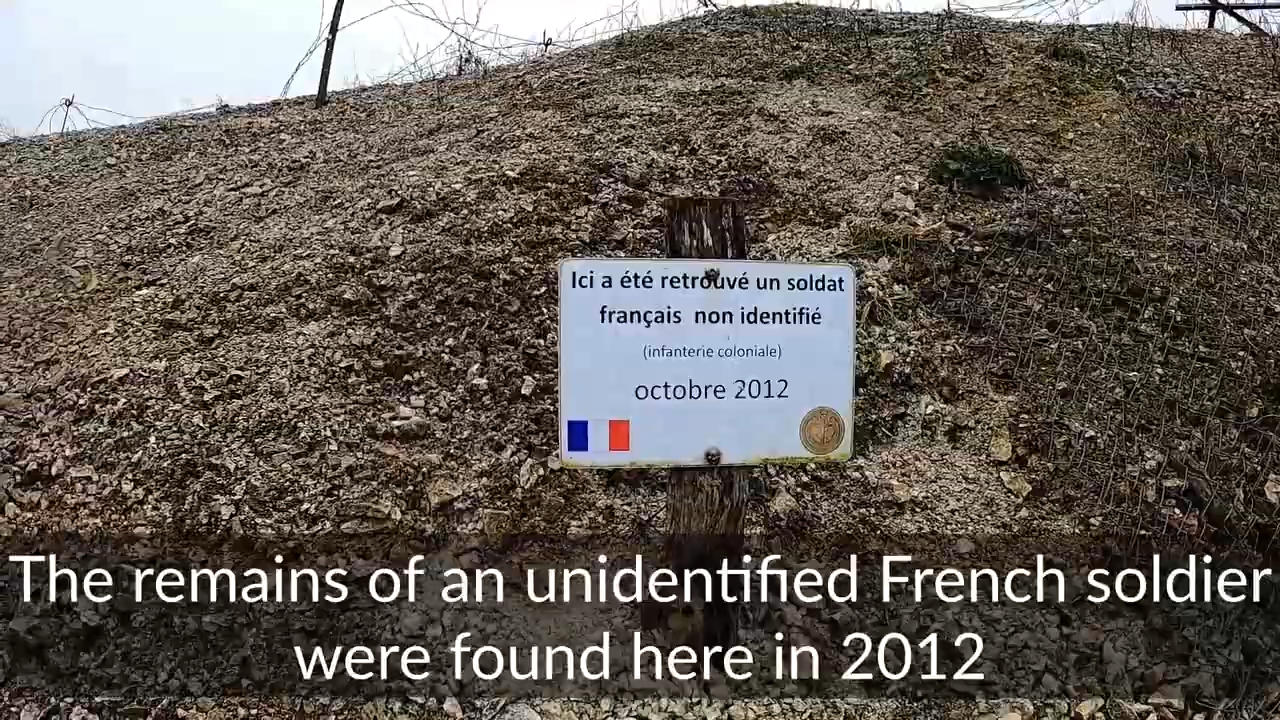 Ici a été retrouvé un soldat
français non identifié
(infanterie coloniale)
octobre 2012
The remains of an unidentified French soldier
were found here in 2012